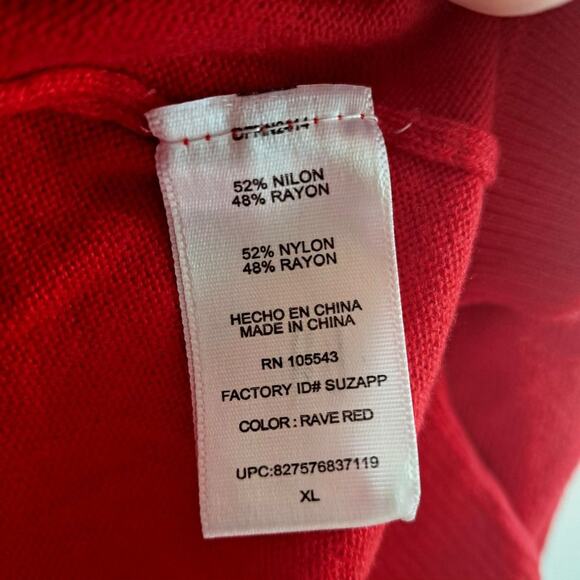 52% NILON
48% RAYON
52% NYLON
48% RAYON
HECHO EN CHINA
MADE IN CHINA
RN 105543
FACTORY ID# SUZAPP
COLOR : RAVE RED
UPC:827576837119
XL